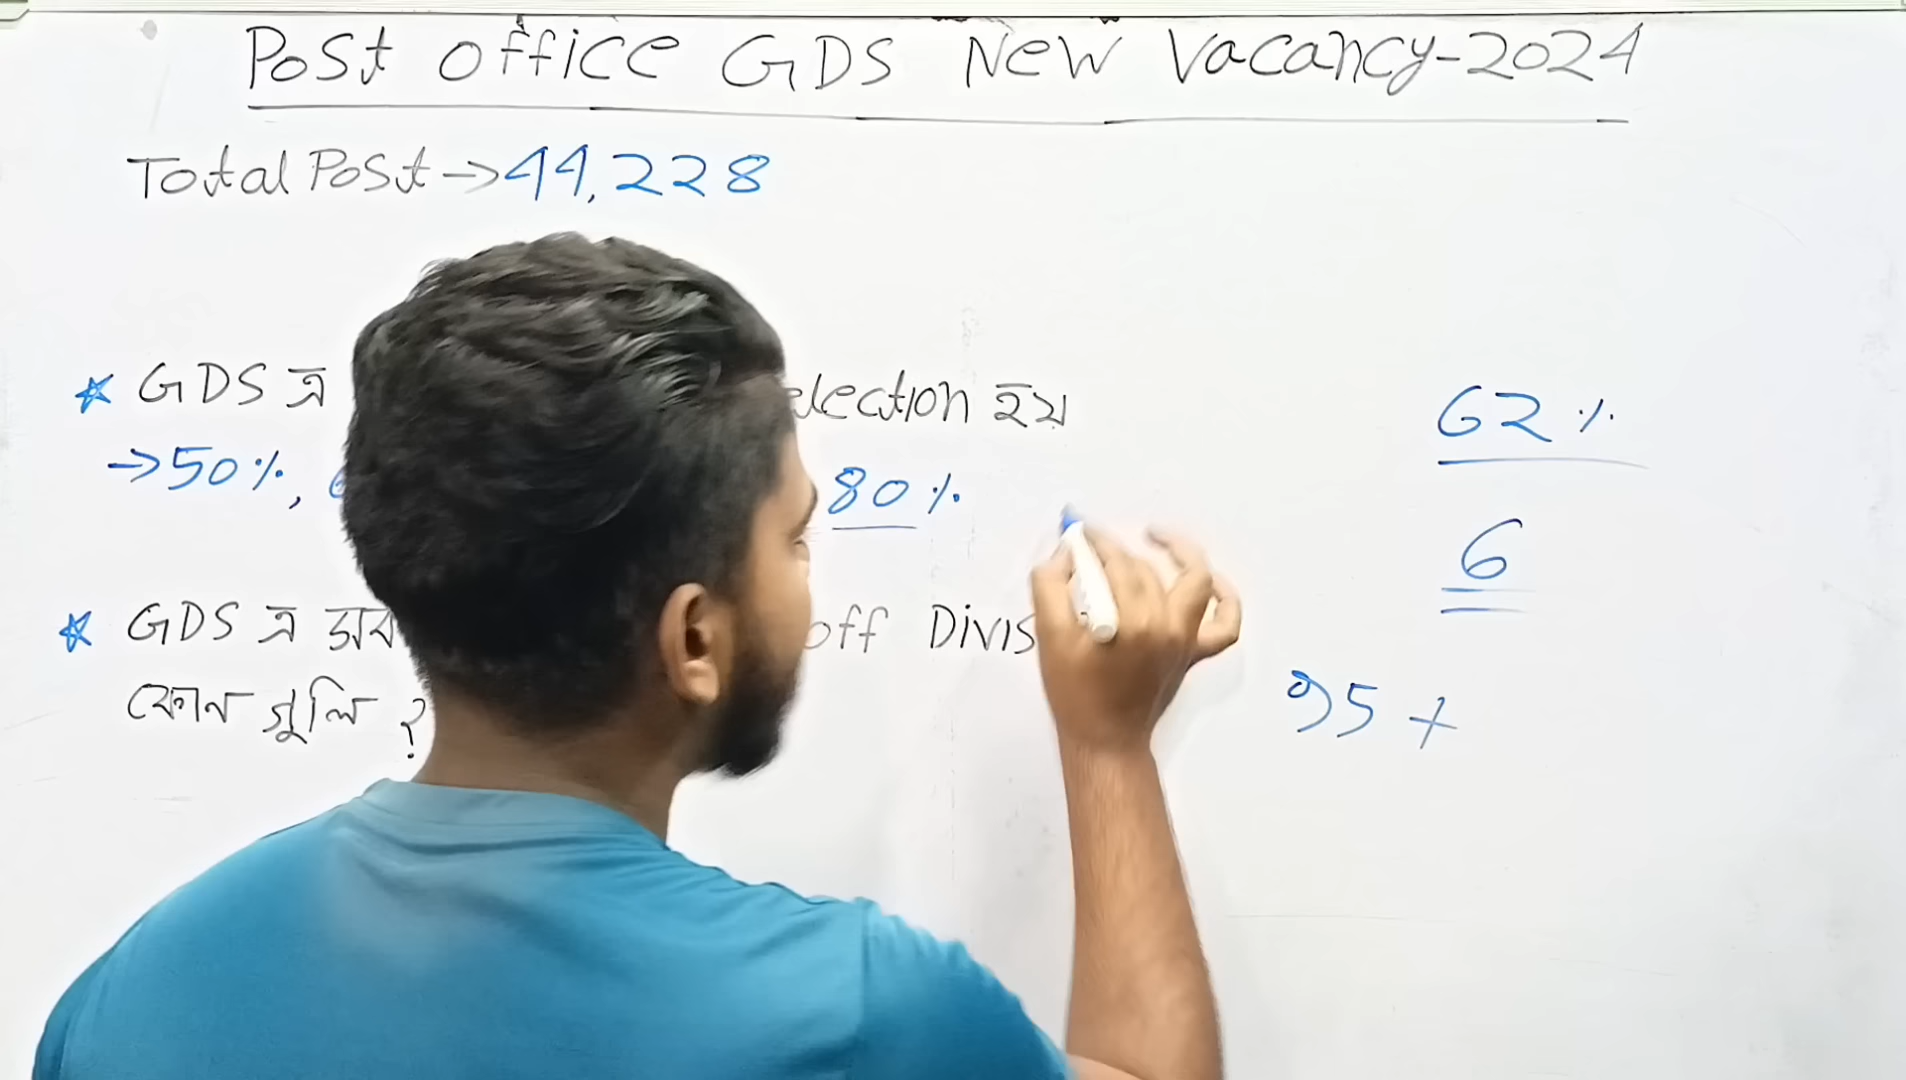 Post office GDS New Vacancy-2024
Total Post → 44,228
* GDS এ election হয়
→ 50%, 80%
62%
6
* GDS এ off Divis
কোন গুলি ?
95 +